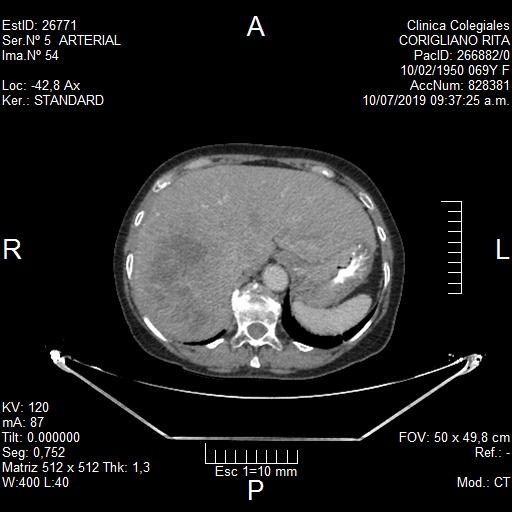 EstID: 26771
Ser.Nº 5  ARTERIAL
Ima.Nº 54
Loc: -42,8 Ax
Ker.: STANDARD
A
Clinica Colegiales
CORIGLIANO RITA
PacID: 266882/0
10/02/1950 069Y F
AccNum: 828381
10/07/2019 09:37:25 a.m.
R
L
KV: 120
mA: 87
Tilt: 0.000000
Seg: 0,752
Matriz 512 x 512 Thk: 1,3
W:400 L:40
Esc 1=10 mm
P
FOV: 50 x 49,8 cm
Ref.: -
Mod.: CT